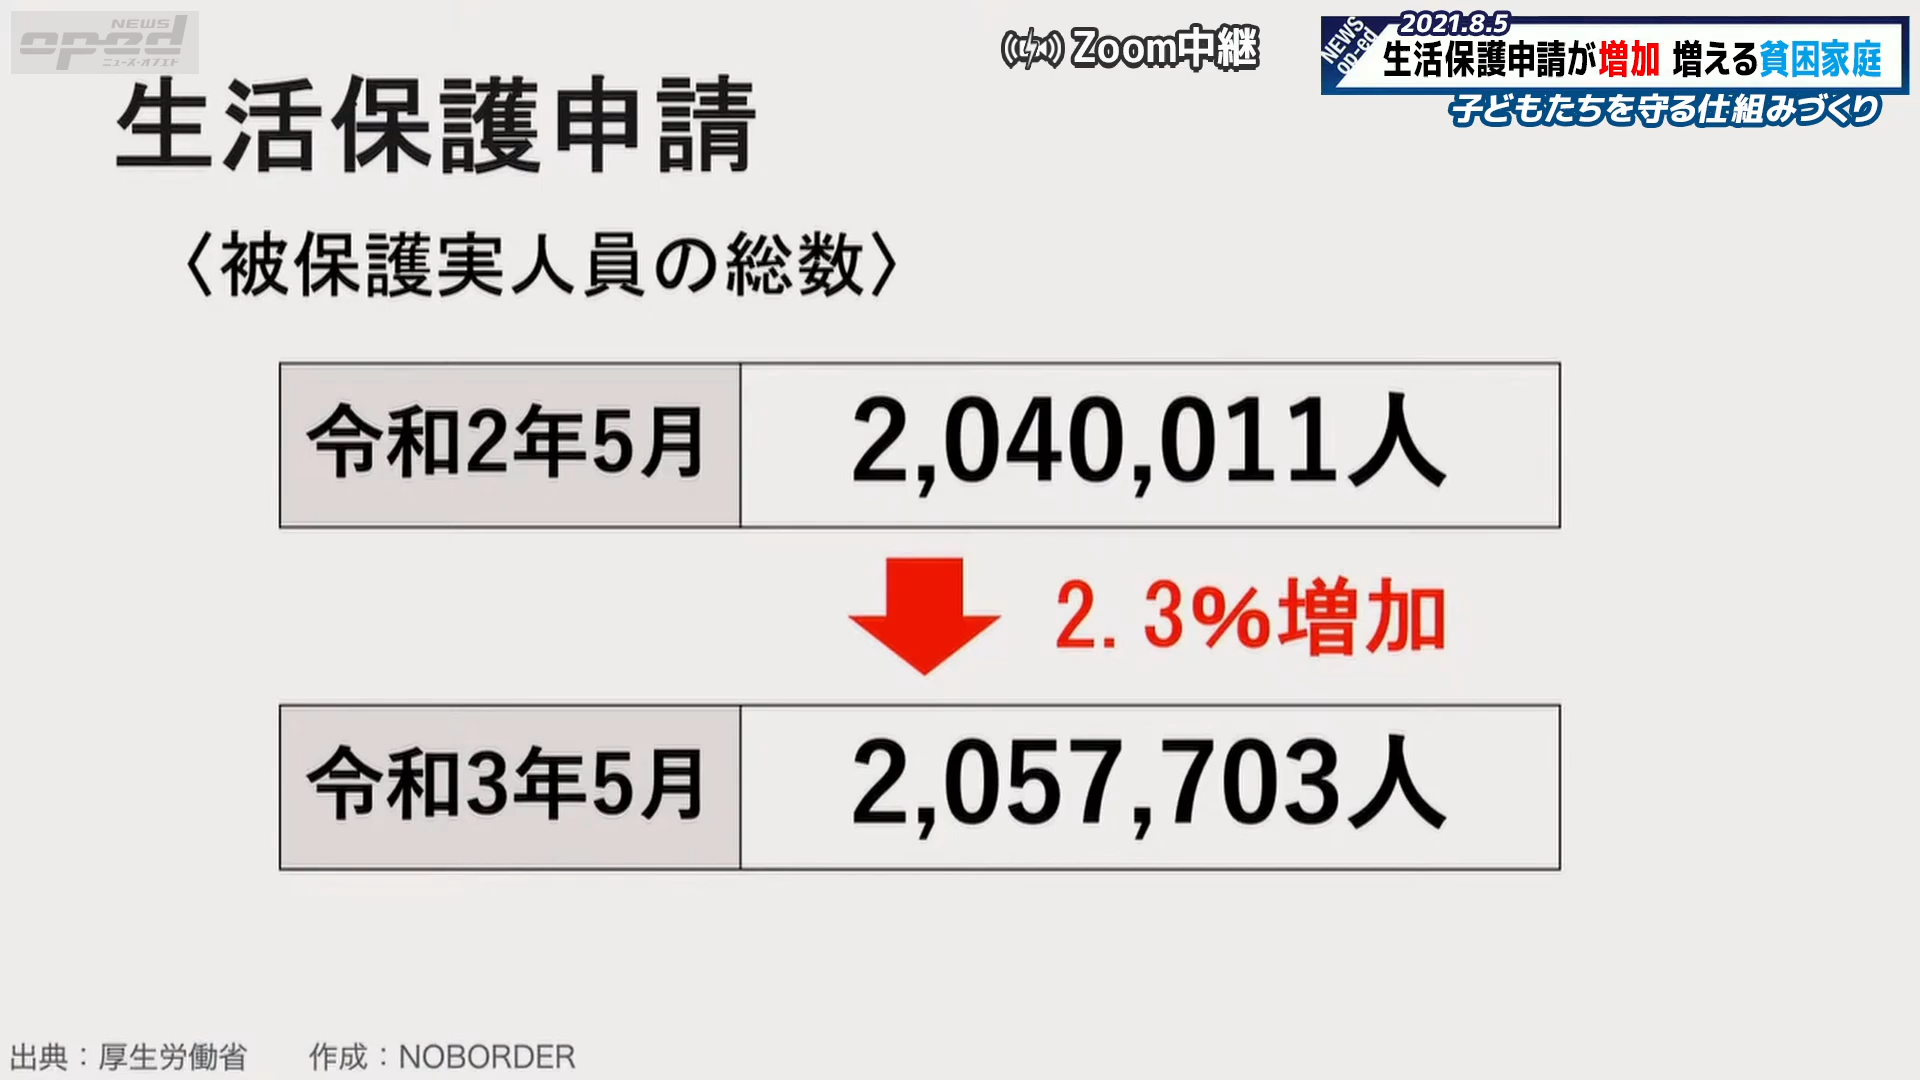 NEWS
oped
ニュース・オプエド
Zoom中継
NEWS
op-ed
2021.8.5
生活保護申請が増加 増える貧困家庭
子どもたちを守る仕組みづくり
生活保護申請
〈被保護実人員の総数〉
令和2年5月 2,040,011人
2.3%増加
令和3年5月 2,057,703人
出典：厚生労働省 作成：NOBORDER